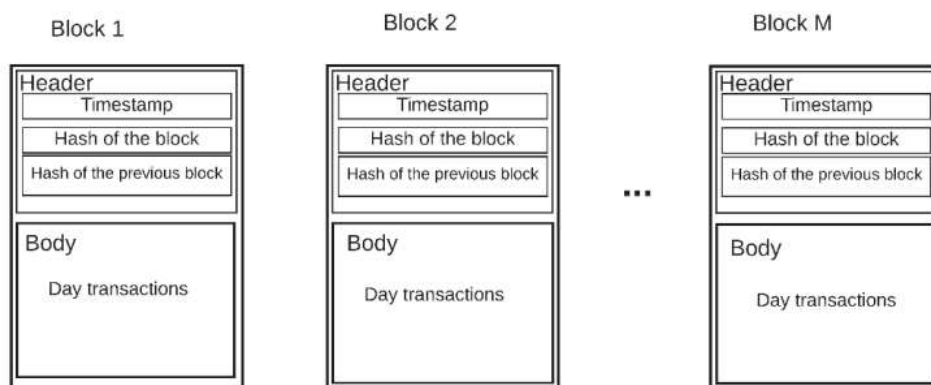 Block 1
Block 2
Block M
Header
Timestamp
Hash of the block
Hash of the previous block
Body
Day transactions
Header
Timestamp
Hash of the block
Hash of the previous block
Body
Day transactions
...
Header
Timestamp
Hash of the block
Hash of the previous block
Body
Day transactions